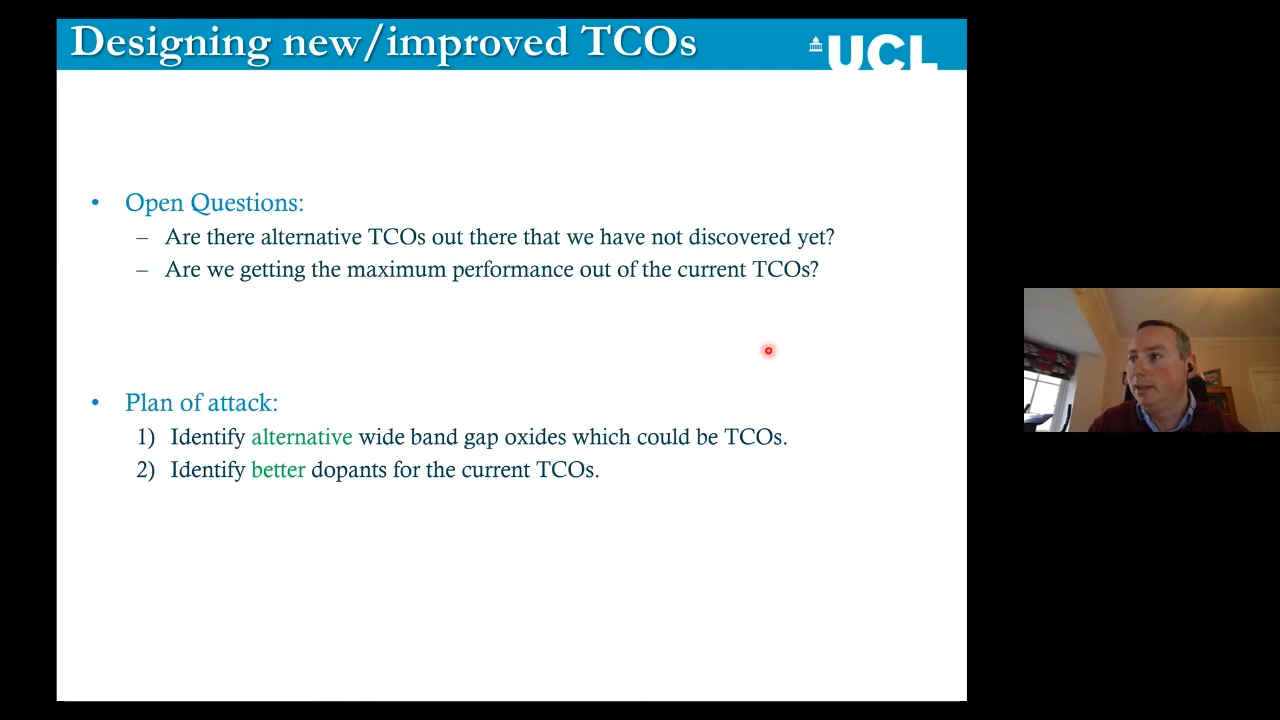 Designing new/improved TCOs
UCL
• Open Questions:
– Are there alternative TCOs out there that we have not discovered yet?
– Are we getting the maximum performance out of the current TCOs?
• Plan of attack:
1) Identify alternative wide band gap oxides which could be TCOs.
2) Identify better dopants for the current TCOs.